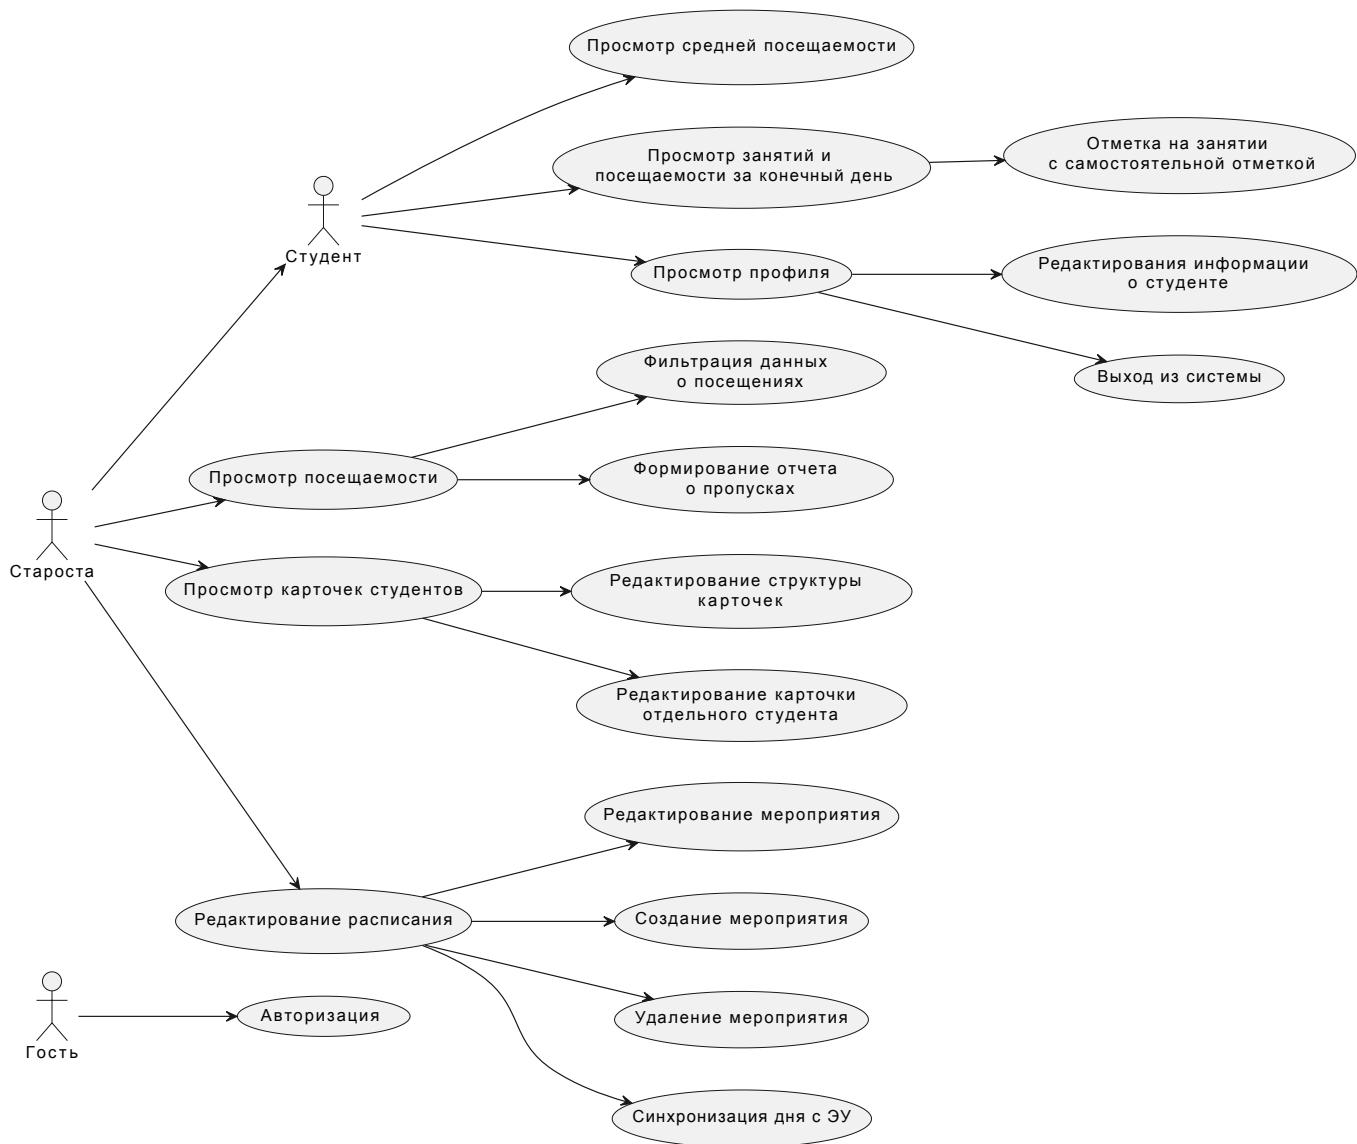 Просмотр средней посещаемости
Просмотр занятий и
посещаемости за конечный день
Отметка на занятии
с самостоятельной отметкой
Студент
Просмотр профиля
Редактирования информации
о студенте
Выход из системы
Фильтрация данных
о посещениях
Просмотр посещаемости
Формирование отчета
о пропусках
Староста
Просмотр карточек студентов
Редактирование структуры
карточек
Редактирование карточки
отдельного студента
Редактирование мероприятия
Редактирование расписания
Создание мероприятия
Гость
Авторизация
Удаление мероприятия
Синхронизация дня с ЭУ